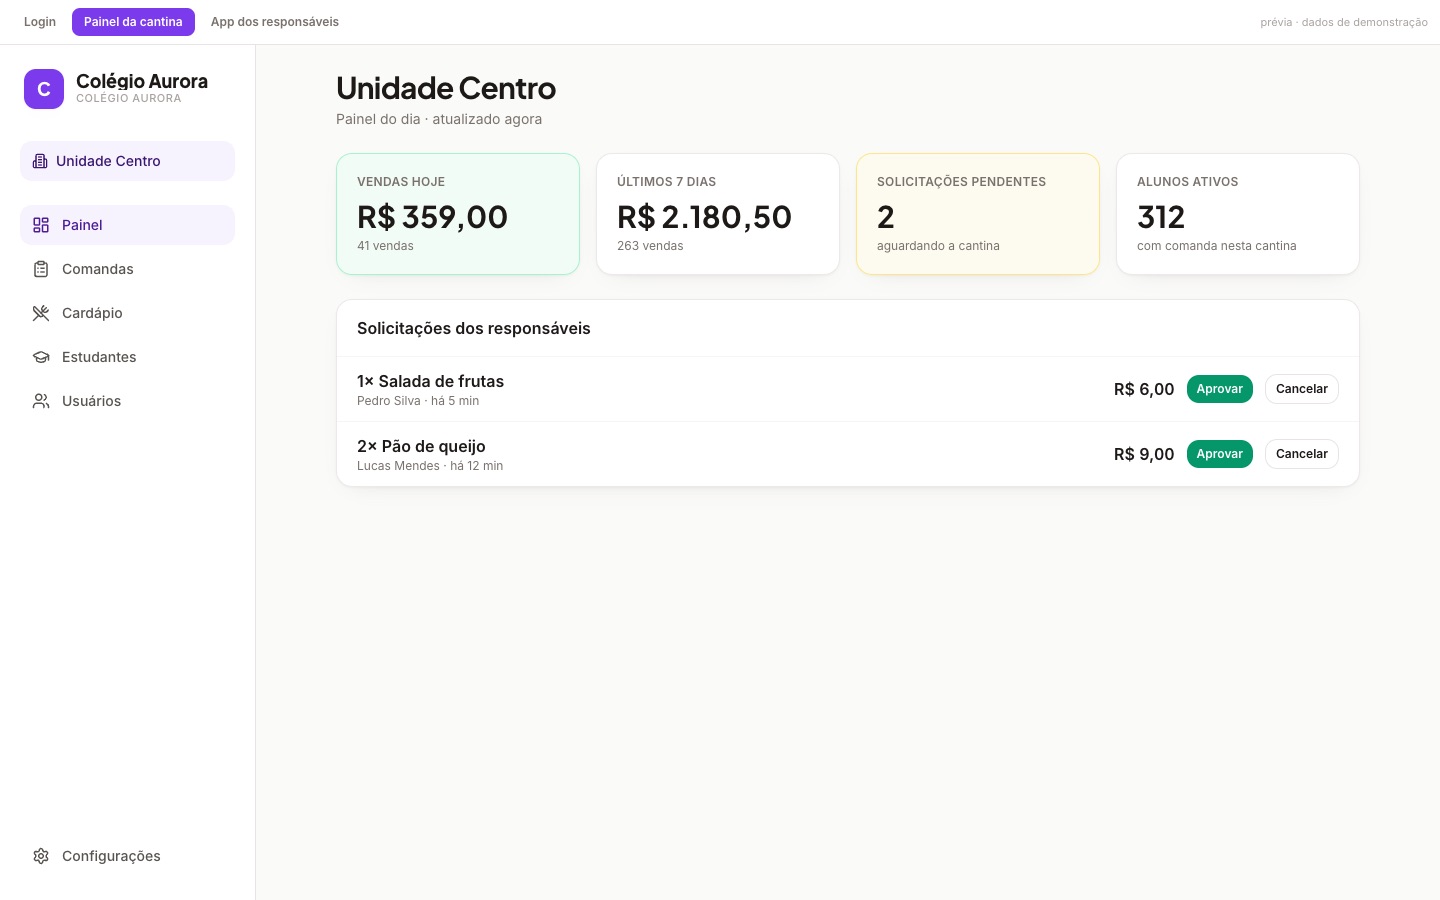 Login
Painel da cantina
App dos responsáveis
prévia · dados de demonstração
C
Colégio Aurora
COLÉGIO AURORA
Unidade Centro
Painel
Comandas
Cardápio
Estudantes
Usuários
Configurações
Unidade Centro
Painel do dia · atualizado agora
VENDAS HOJE
R$ 359,00
41 vendas
ÚLTIMOS 7 DIAS
R$ 2.180,50
263 vendas
SOLICITAÇÕES PENDENTES
2
aguardando a cantina
ALUNOS ATIVOS
312
com comanda nesta cantina
Solicitações dos responsáveis
1× Salada de frutas
Pedro Silva · há 5 min
R$ 6,00
Aprovar
Cancelar
2× Pão de queijo
Lucas Mendes · há 12 min
R$ 9,00
Aprovar
Cancelar